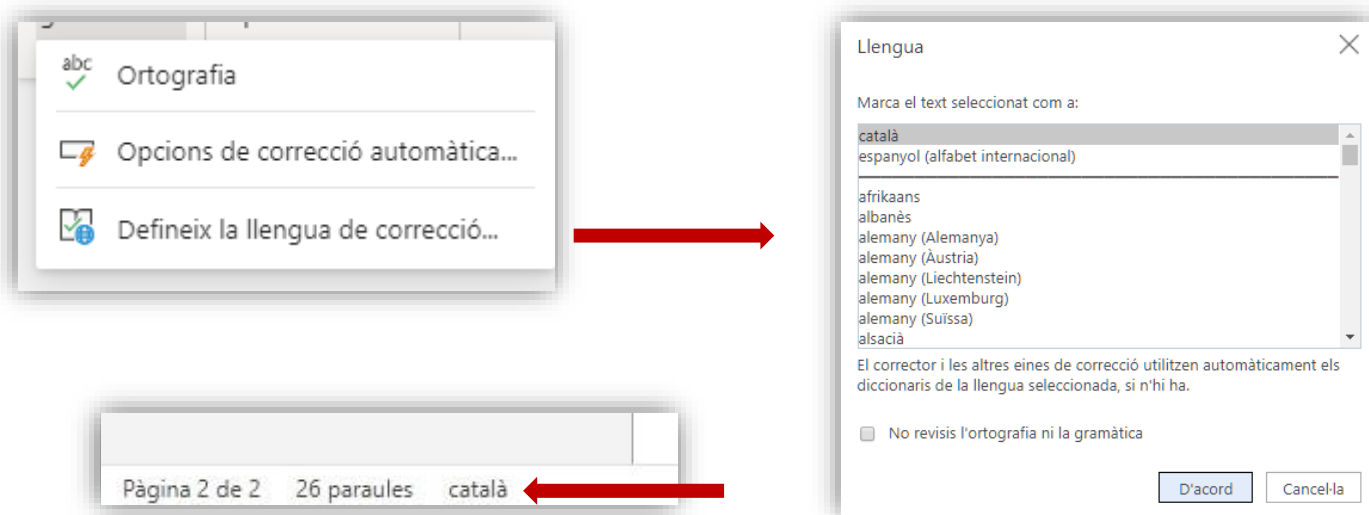 abc
Ortografia
Opcions de correcció automàtica...
Defineix la llengua de correcció...
Llengua
Marca el text seleccionat com a:
català
espanyol (alfabet internacional)
afrikaans
albanès
alemany (Alemanya)
alemany (Àustria)
alemany (Liechtenstein)
alemany (Luxemburg)
alemany (Suïssa)
alsacià
El corrector i les altres eines de correcció utilitzen automàticament els
diccionaris de la llengua seleccionada, si n'hi ha.
No revisis l'ortografia ni la gramàtica
D'acord Cancel·la
Pàgina 2 de 2 26 paraules català